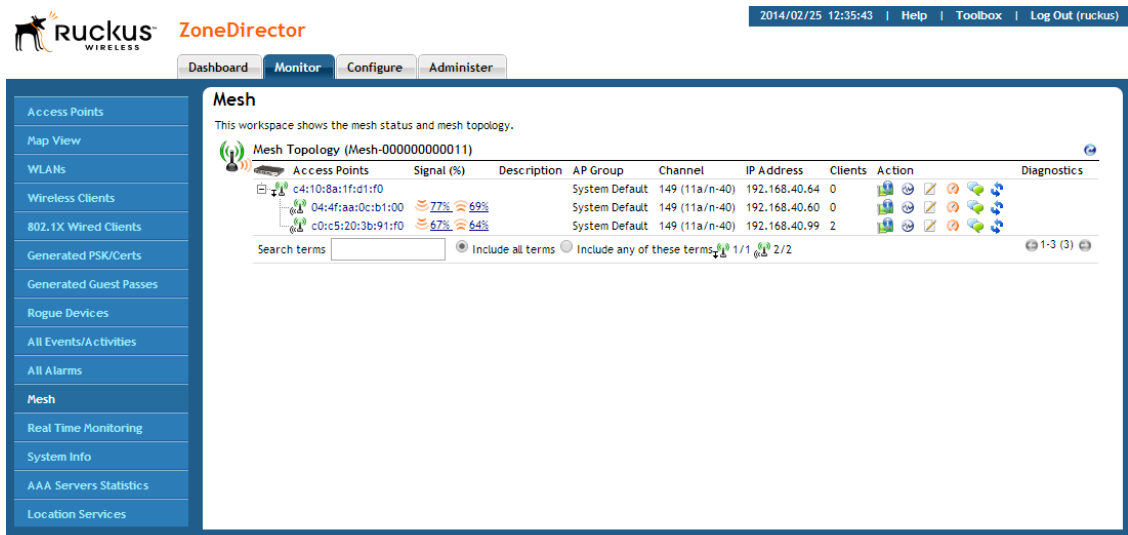 2014/02/25 12:35:43 | Help | Toolbox | Log Out (ruckus)
RUCKUS WIRELESS
ZoneDirector
Dashboard Monitor Configure Administer
Access Points
Map View
WLANs
Wireless Clients
802.1X Wired Clients
Generated PSK/Certs
Generated Guest Passes
Rogue Devices
All Events/Activities
All Alarms
Mesh
Real Time Monitoring
System Info
AAA Servers Statistics
Location Services
Mesh
This workspace shows the mesh status and mesh topology.
Mesh Topology (Mesh-000000000011)
Access Points Signal (%) Description AP Group Channel IP Address Clients Action Diagnostics
c4:10:8a:1f:d1:f0 System Default 149 (11a/n-40) 192.168.40.64 0
04:4f:aa:0c:b1:00 77% 69% System Default 149 (11a/n-40) 192.168.40.60 0
c0:c5:20:3b:91:f0 67% 64% System Default 149 (11a/n-40) 192.168.40.99 2
Search terms Include all terms Include any of these terms 1/1 2/2 1-3 (3)